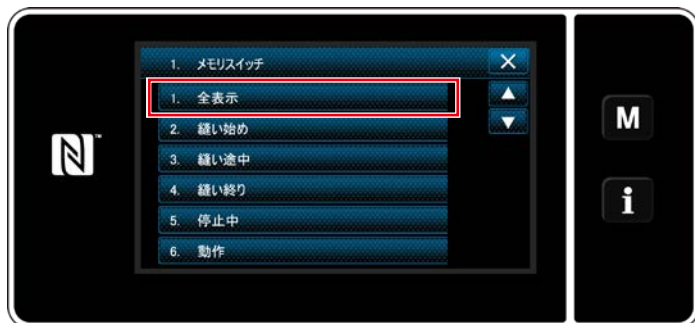 1. メモリスイッチ
1. 全表示
2. 縫い始め
3. 縫い途中
4. 縫い終り
5. 停止中
6. 動作
M
i